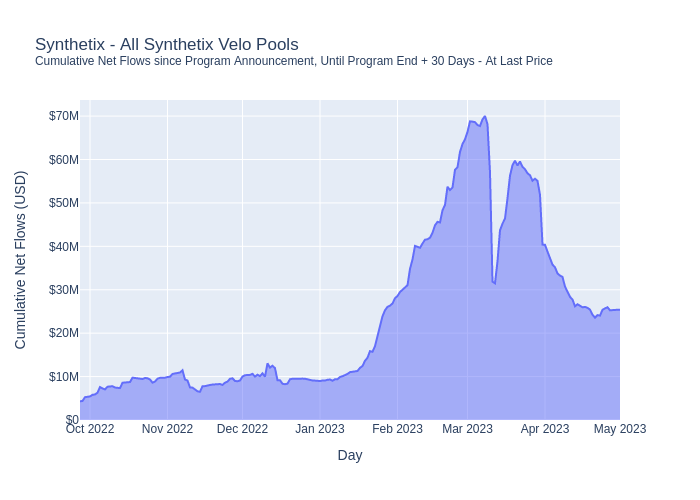 Synthetix - All Synthetix Velo Pools
Cumulative Net Flows since Program Announcement, Until Program End + 30 Days - At Last Price
$70M
$60M
$50M
$40M
$30M
$20M
$10M
$0
Cumulative Net Flows (USD)
Oct 2022 Nov 2022 Dec 2022 Jan 2023 Feb 2023 Mar 2023 Apr 2023 May 2023
Day